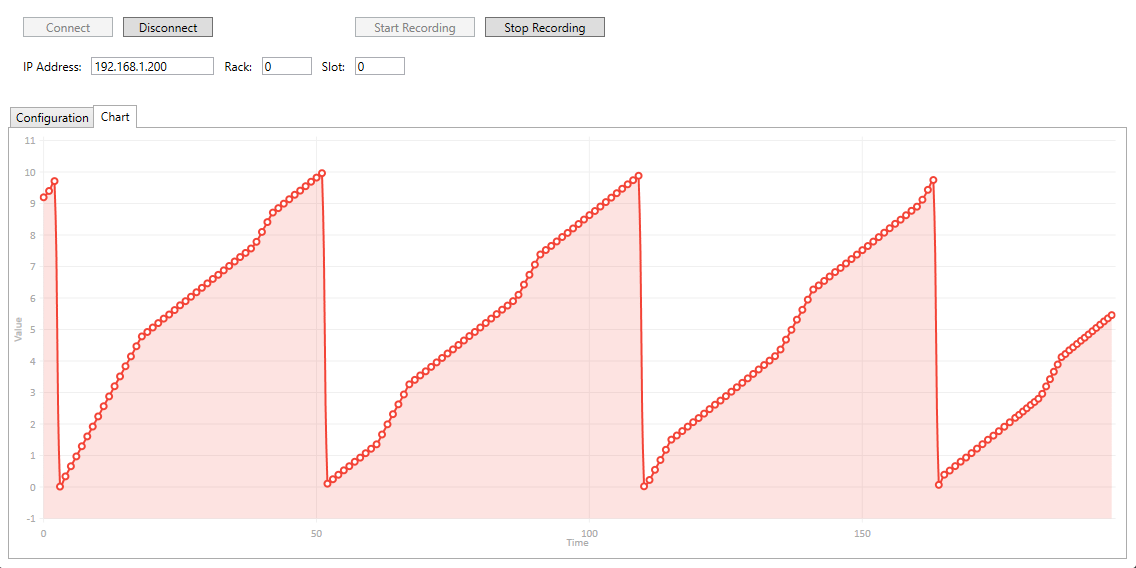 Connect Disconnect Start Recording Stop Recording
IP Address: 192.168.1.200 Rack: 0 Slot: 0
Configuration Chart
11
10
9
8
7
6
5
4
3
2
1
0
-1
Value
0 50 100 150
Time